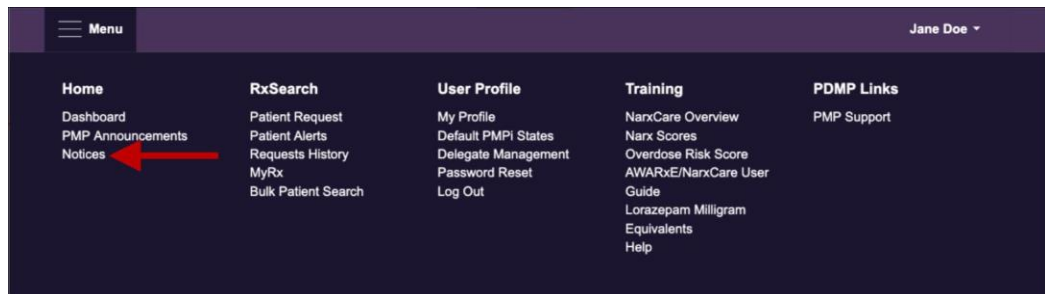 Menu
Jane Doe
Home
Dashboard
PMP Announcements
Notices
RxSearch
Patient Request
Patient Alerts
Requests History
MyRx
Bulk Patient Search
User Profile
My Profile
Default PMPi States
Delegate Management
Password Reset
Log Out
Training
NarxCare Overview
Narx Scores
Overdose Risk Score
AWARxE/NarxCare User
Guide
Lorazepam Milligram
Equivalents
Help
PDMP Links
PMP Support